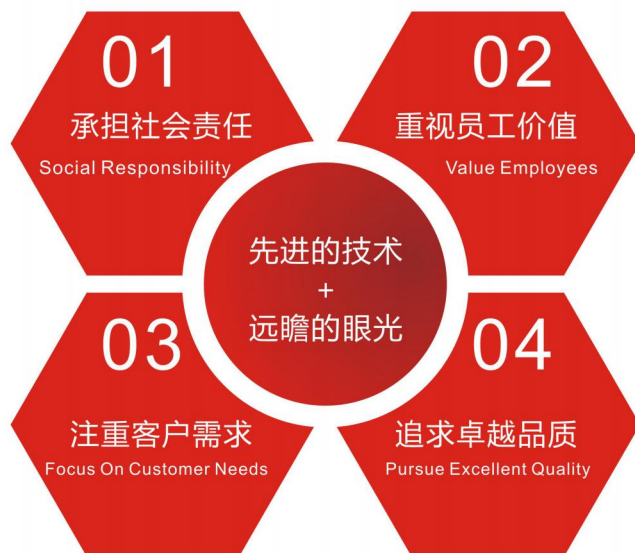 01
承担社会责任
Social Responsibility
02
重视员工价值
Value Employees
先进的技术
+
远瞻的眼光
03
注重客户需求
Focus On Customer Needs
04
追求卓越品质
Pursue Excellent Quality